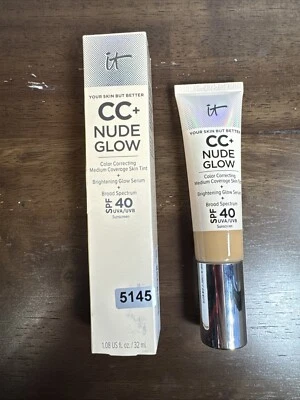 it
YOUR SKIN BUT BETTER
CC+
NUDE
GLOW
Color Correcting
Medium Coverage Skin Tint
+
Brightening Glow Serum
+
Broad Spectrum
SPF 40
UVA/UVB
Sunscreen
5145
1.08 US fl. oz. / 32 ml
it
YOUR SKIN BUT BETTER
CC+
NUDE
GLOW
Color Correcting
Medium Coverage Skin Tint
+
Brightening Glow Serum
+
Broad Spectrum
SPF 40
UVA/UVB
Sunscreen